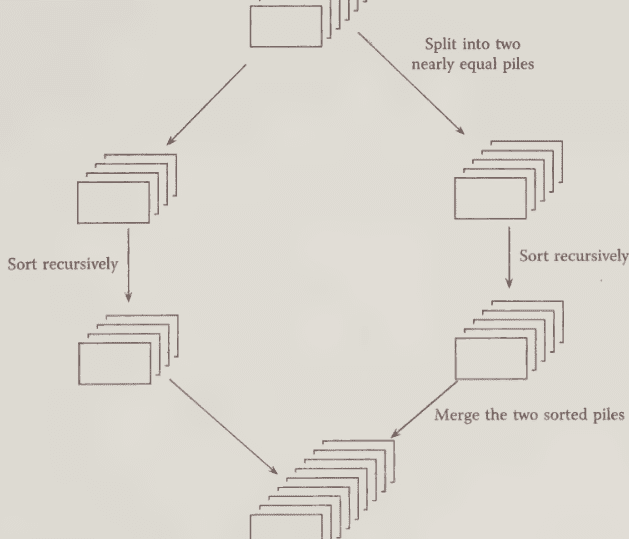 Split into two
nearly equal piles
Sort recursively
Sort recursively
Merge the two sorted piles